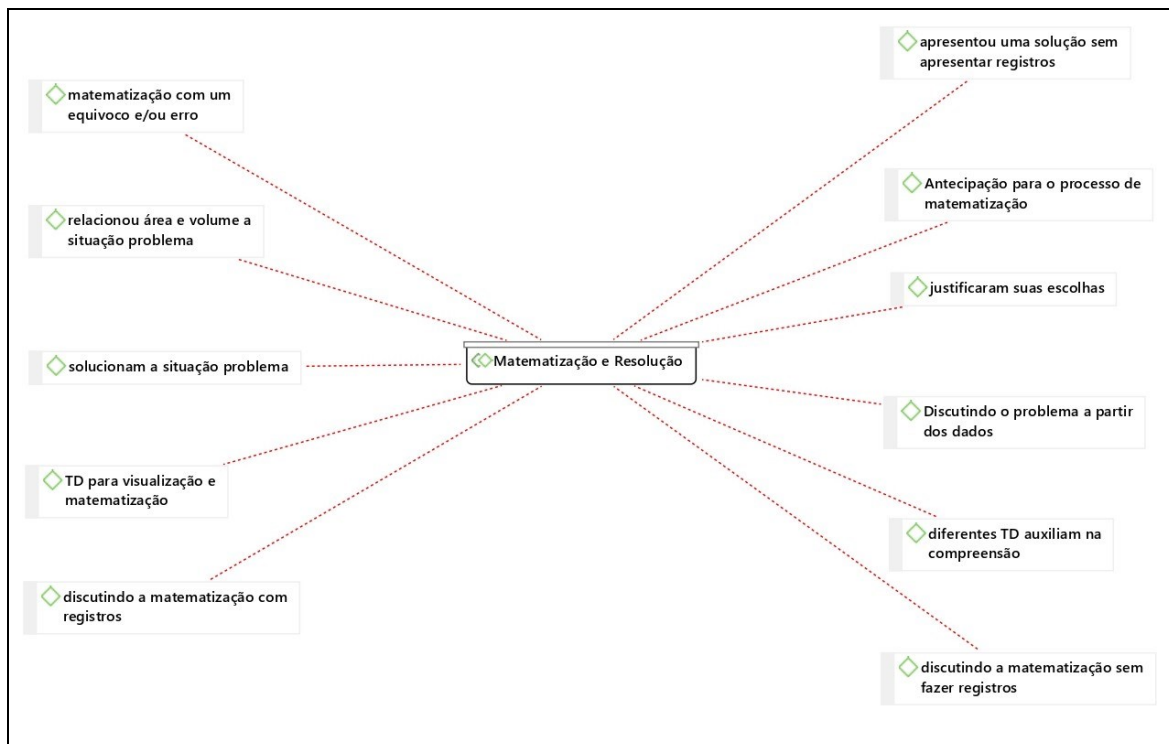 matematização com um
equivoco e/ou erro
relacionou área e volume a
situação problema
solucionam a situação problema
TD para visualização e
matematização
discutindo a matematização com
registros
Matematização e Resolução
apresentou uma solução sem
apresentar registros
Antecipação para o processo de
matematização
justificaram suas escolhas
Discutindo o problema a partir
dos dados
diferentes TD auxiliam na
compreensão
discutindo a matematização sem
fazer registros